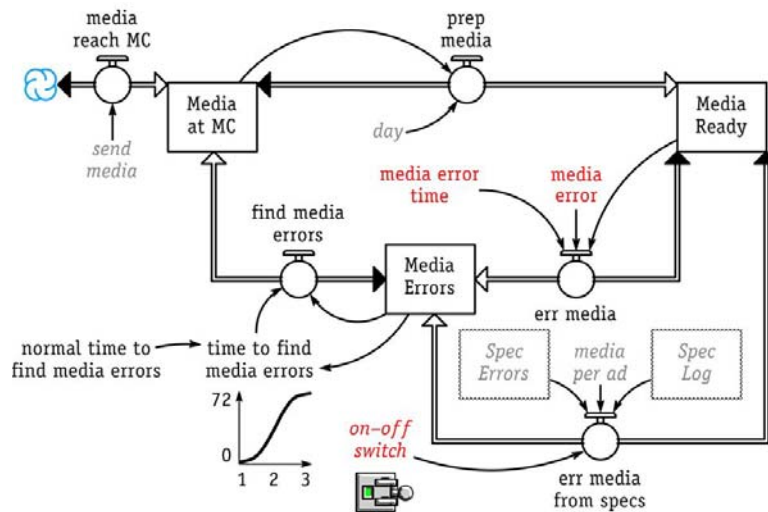 media
reach MC
prep
media
Media
at MC
Media
Ready
send
media
day
media error
time
media
error
find media
errors
Media
Errors
err media
normal time to
find media errors
time to find
media errors
Spec
Errors
media
per ad
Spec
Log
72
0
1 2 3
on-off
switch
err media
from specs